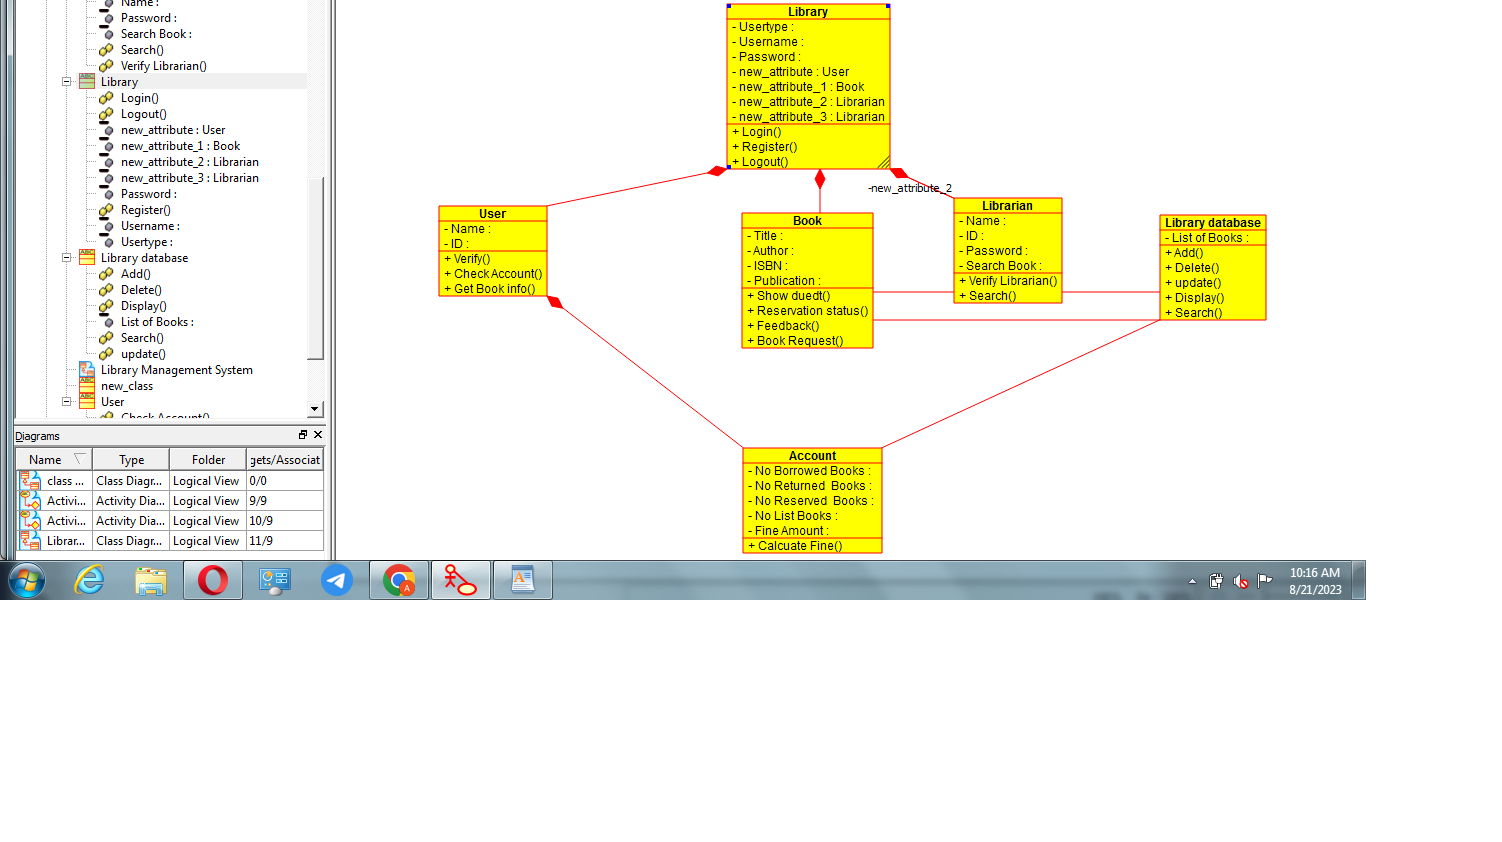 Name :
Password :
Search Book :
Search()
Verify Librarian()
Library
Login()
Logout()
new_attribute : User
new_attribute_1 : Book
new_attribute_2 : Librarian
new_attribute_3 : Librarian
Password :
Register()
Username :
Usertype :
Library database
Add()
Delete()
Display()
List of Books :
Search()
update()
Library Management System
new_class
User
Check Account()
Diagrams
Name Type Folder gets/Associat
class ... Class Diagr... Logical View 0/0
Activi... Activity Dia... Logical View 9/9
Activi... Activity Dia... Logical View 10/9
Librar... Class Diagr... Logical View 11/9
Library
- Usertype :
- Username :
- Password :
- new_attribute : User
- new_attribute_1 : Book
- new_attribute_2 : Librarian
- new_attribute_3 : Librarian
+ Login()
+ Register()
+ Logout()
-new_attribute_2
User
- Name :
- ID :
+ Verify()
+ Check Account()
+ Get Book info()
Book
- Title :
- Author :
- ISBN :
- Publication :
+ Show duedt()
+ Reservation status()
+ Feedback()
+ Book Request()
Librarian
- Name :
- ID :
- Password :
- Search Book :
+ Verify Librarian()
+ Search()
Library database
- List of Books :
+ Add()
+ Delete()
+ update()
+ Display()
+ Search()
Account
- No Borrowed Books :
- No Returned  Books :
- No Reserved  Books :
- No List Books :
- Fine Amount :
+ Calcuate Fine()
A
10:16 AM
8/21/2023